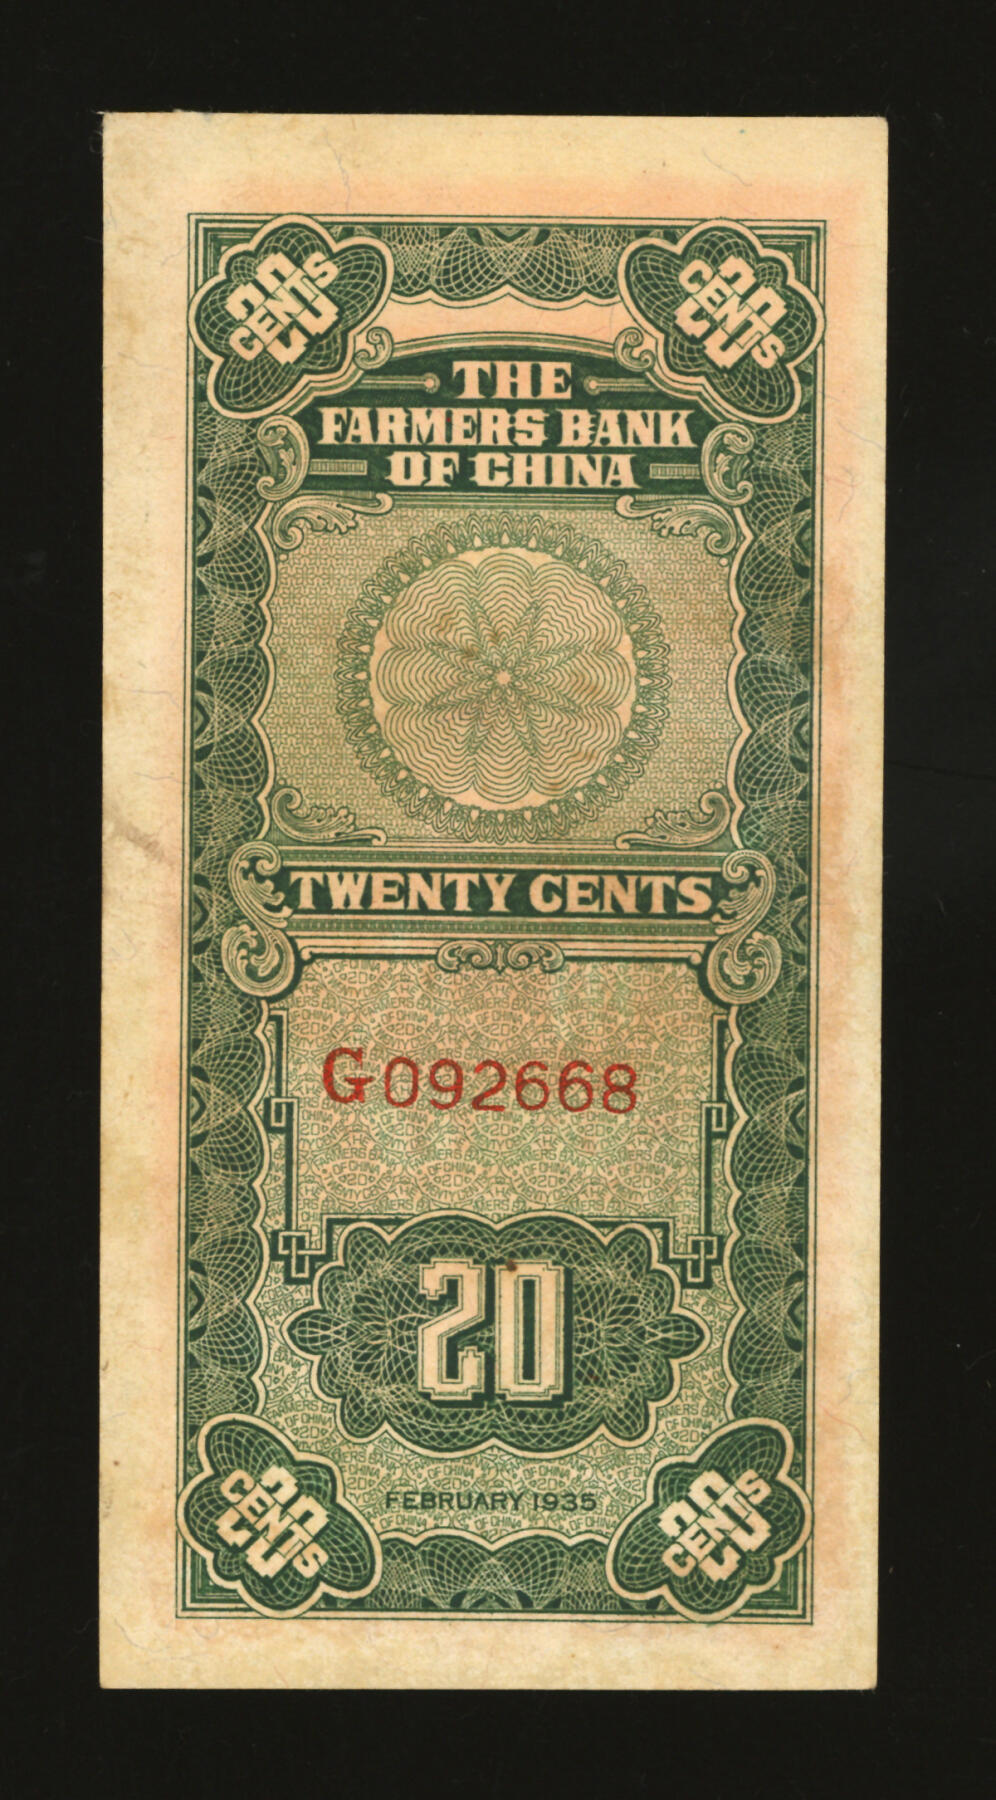 20 CENTS
20 CENTS
THE
FARMERS BANK
OF CHINA
TWENTY CENTS
G092668
20
FEBRUARY 1935
20 CENTS
20 CENTS